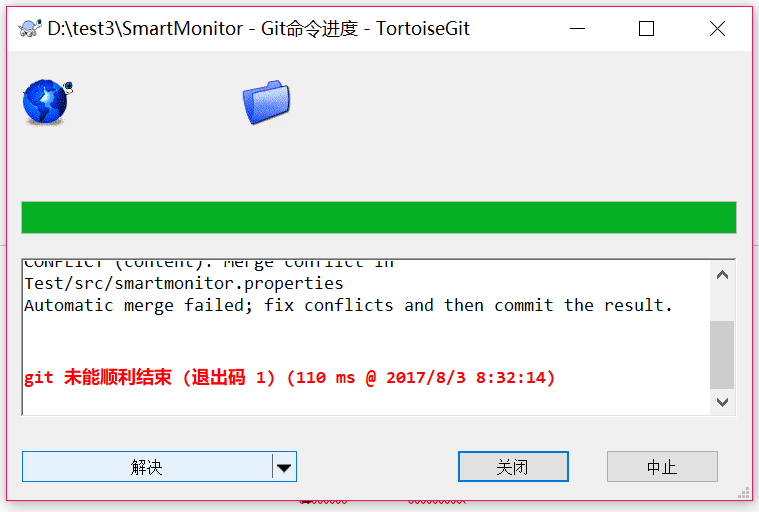 D:\test3\SmartMonitor - Git命令进度 - TortoiseGit
CONFLICT (content): Merge conflict in
Test/src/smartmonitor.properties
Automatic merge failed; fix conflicts and then commit the result.
git 未能顺利结束 (退出码 1) (110 ms @ 2017/8/3 8:32:14)
解决
关闭
中止